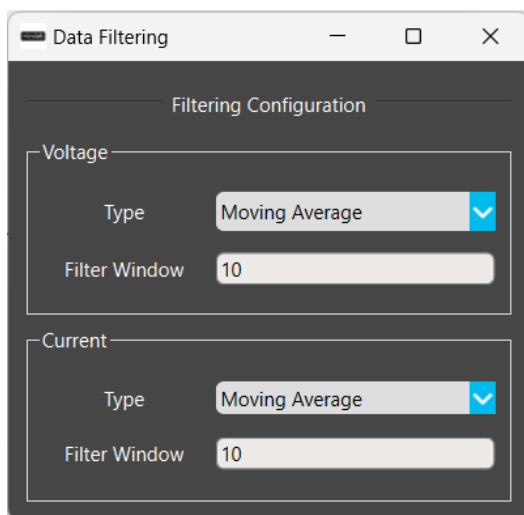 Data Filtering
Filtering Configuration
Voltage
Type Moving Average
Filter Window 10
Current
Type Moving Average
Filter Window 10